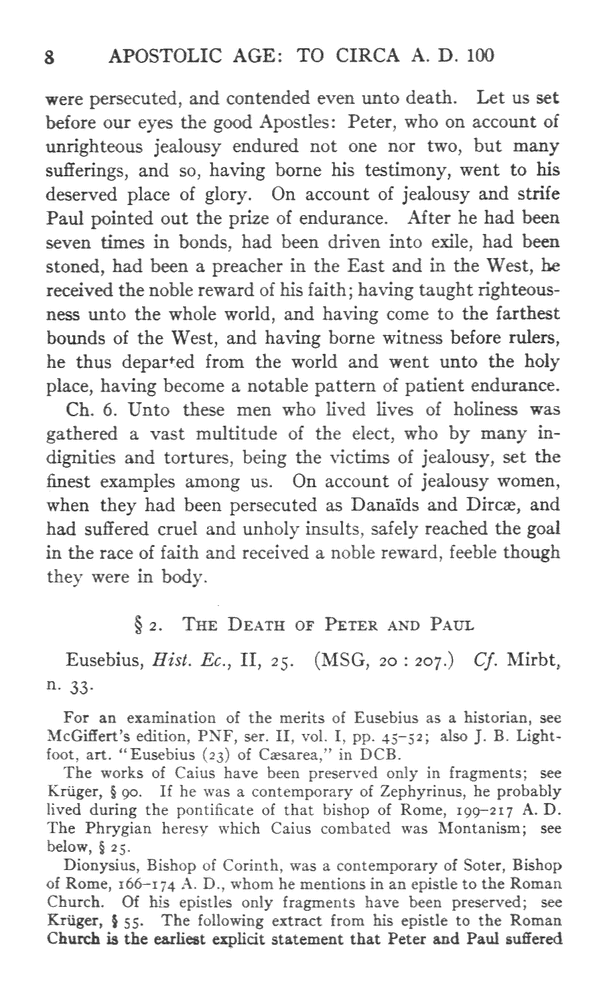 8 APOSTOLIC AGE: TO CIRCA A. D. 100
were persecuted, and contended even unto death. Let us set
before our eyes the good Apostles: Peter, who on account of
unrighteous jealousy endured not one nor two, but many
sufferings, and so, having borne his testimony, went to his
deserved place of glory. On account of jealousy and strife
Paul pointed out the prize of endurance. After he had been
seven times in bonds, had been driven into exile, had been
stoned, had been a preacher in the East and in the West, he
received the noble reward of his faith; having taught righteous-
ness unto the whole world, and having come to the farthest
bounds of the West, and having borne witness before rulers,
he thus departed from the world and went unto the holy
place, having become a notable pattern of patient endurance.
Ch. 6. Unto these men who lived lives of holiness was
gathered a vast multitude of the elect, who by many in-
dignities and tortures, being the victims of jealousy, set the
finest examples among us. On account of jealousy women,
when they had been persecuted as Danaïds and Dircæ, and
had suffered cruel and unholy insults, safely reached the goal
in the race of faith and received a noble reward, feeble though
they were in body.
§ 2. THE DEATH OF PETER AND PAUL
Eusebius, Hist. Ec., II, 25. (MSG, 20 : 207.) Cf. Mirbt,
n. 33.
For an examination of the merits of Eusebius as a historian, see
McGiffert's edition, PNF, ser. II, vol. I, pp. 45–52; also J. B. Light-
foot, art. "Eusebius (23) of Cæsarea," in DCB.
The works of Caius have been preserved only in fragments; see
Krüger, § 90. If he was a contemporary of Zephyrinus, he probably
lived during the pontificate of that bishop of Rome, 199–217 A. D.
The Phrygian heresy which Caius combated was Montanism; see
below, § 25.
Dionysius, Bishop of Corinth, was a contemporary of Soter, Bishop
of Rome, 166–174 A. D., whom he mentions in an epistle to the Roman
Church. Of his epistles only fragments have been preserved; see
Krüger, § 55. The following extract from his epistle to the Roman
Church is the earliest explicit statement that Peter and Paul suffered